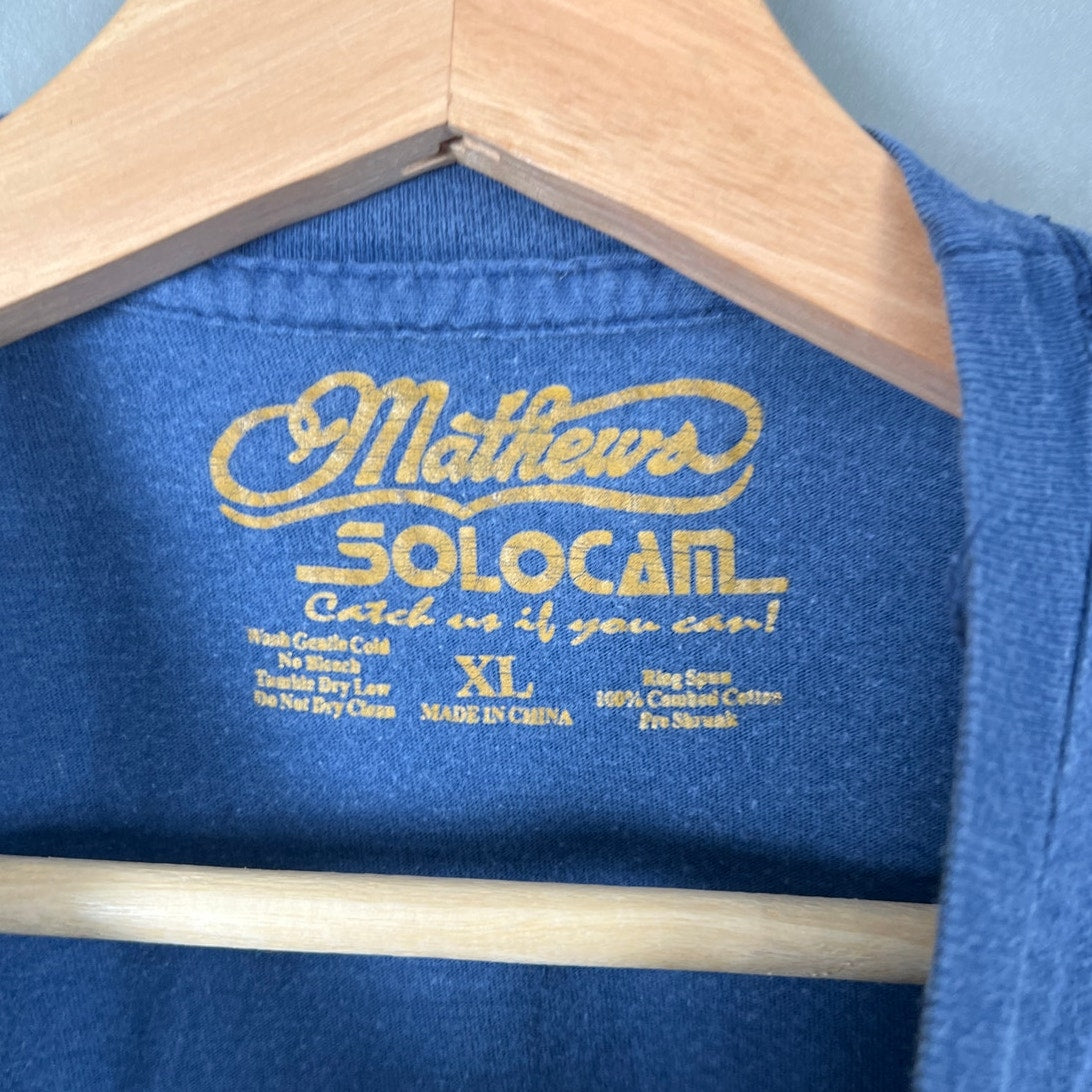 Mathews
SOLOCAM
Catch us if you can!
Wash Gentle Cold
No Bleach
Tumble Dry Low
Do Not Dry Clean
XL
MADE IN CHINA
Ring Spun
100% Combed Cotton
Pre Shrunk